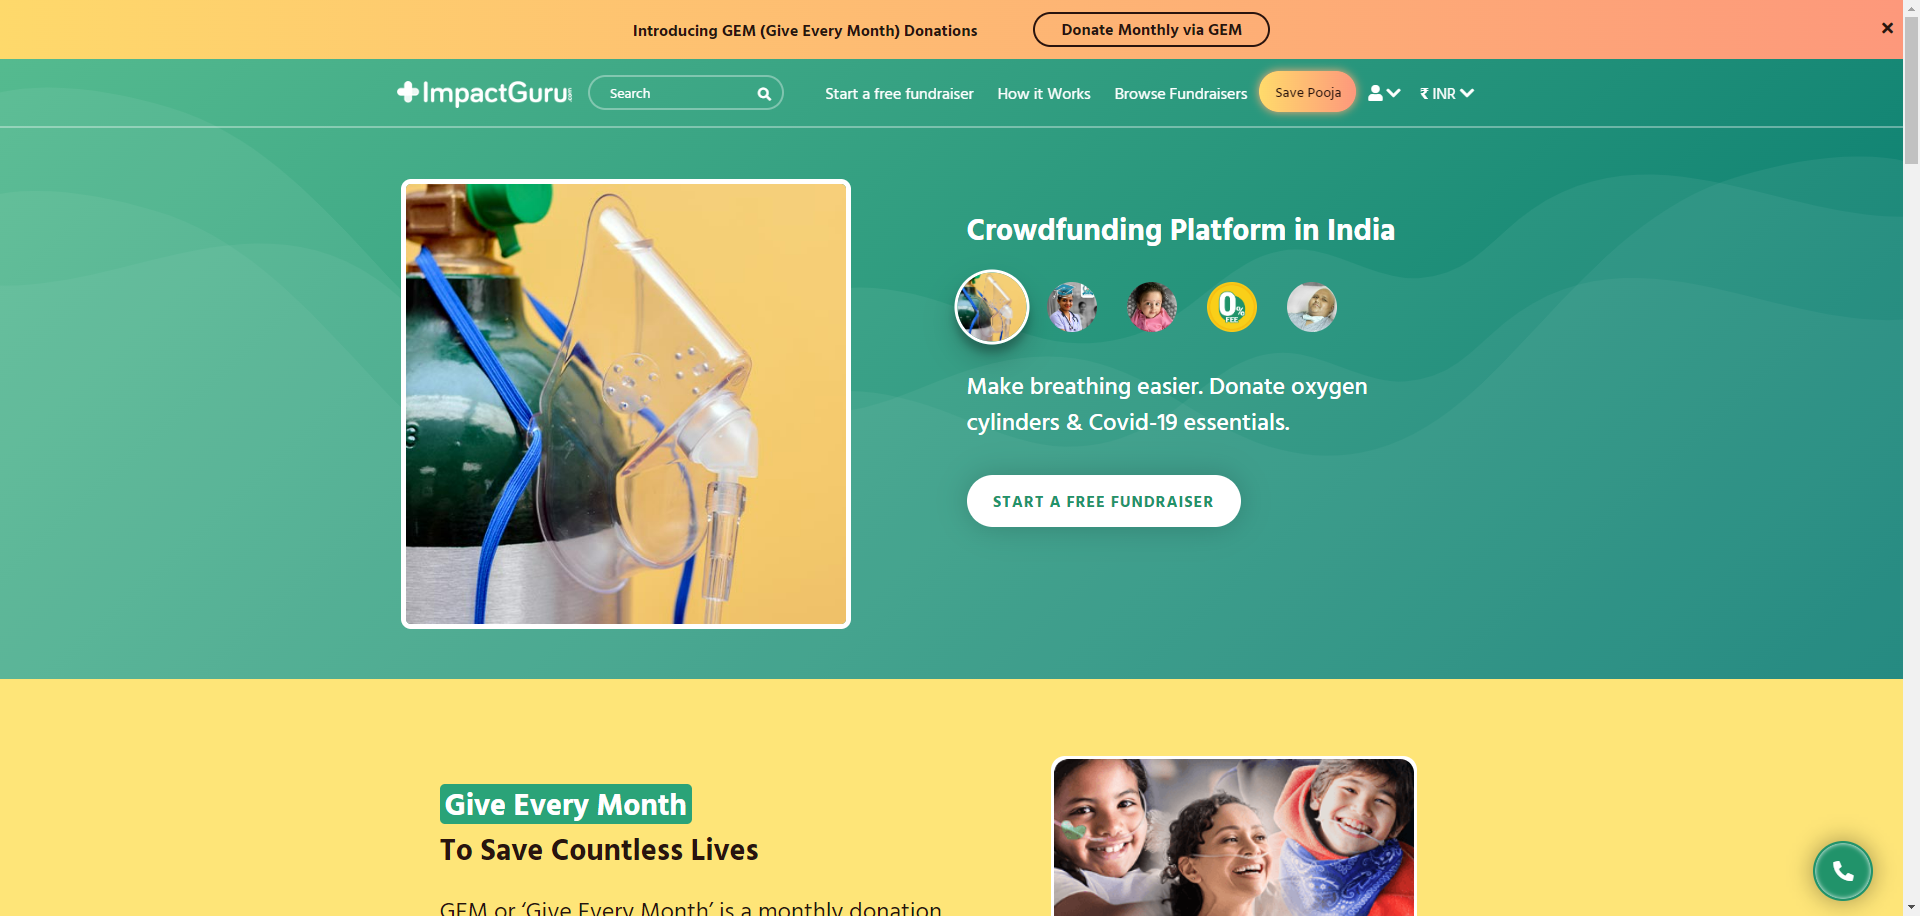 Introducing GEM (Give Every Month) Donations
Donate Monthly via GEM
ImpactGuru.com
Search
Start a free fundraiser
How it Works
Browse Fundraisers
Save Pooja
₹ INR
Crowdfunding Platform in India
0%
FEE
Make breathing easier. Donate oxygen
cylinders & Covid-19 essentials.
START A FREE FUNDRAISER
Give Every Month
To Save Countless Lives
GEM or ‘Give Every Month’ is a monthly donation